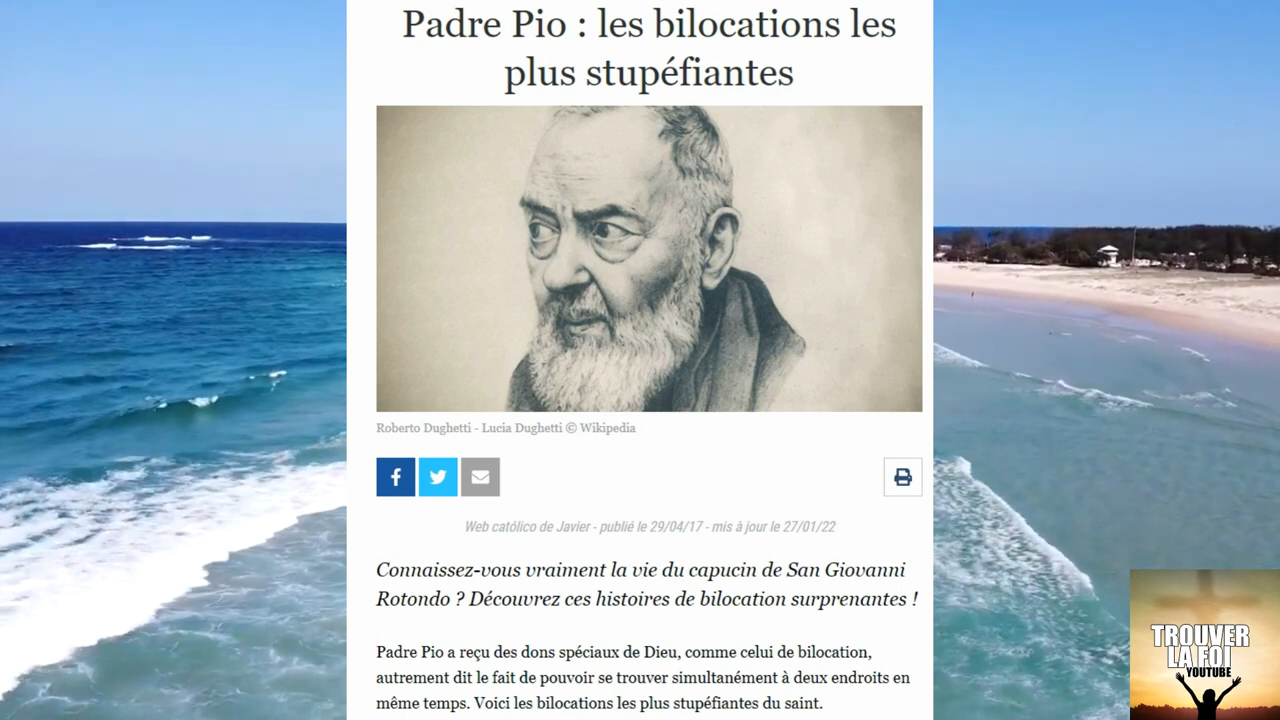 Padre Pio : les bilocations les
plus stupéfiantes
Roberto Dughetti - Lucia Dughetti © Wikipedia
Web católico de Javier - publié le 29/04/17 - mis à jour le 27/01/22
Connaissez-vous vraiment la vie du capucin de San Giovanni
Rotondo ? Découvrez ces histoires de bilocation surprenantes !
Padre Pio a reçu des dons spéciaux de Dieu, comme celui de bilocation,
autrement dit le fait de pouvoir se trouver simultanément à deux endroits en
même temps. Voici les bilocations les plus stupéfiantes du saint.
TROUVER
LA FOI
YOUTUBE